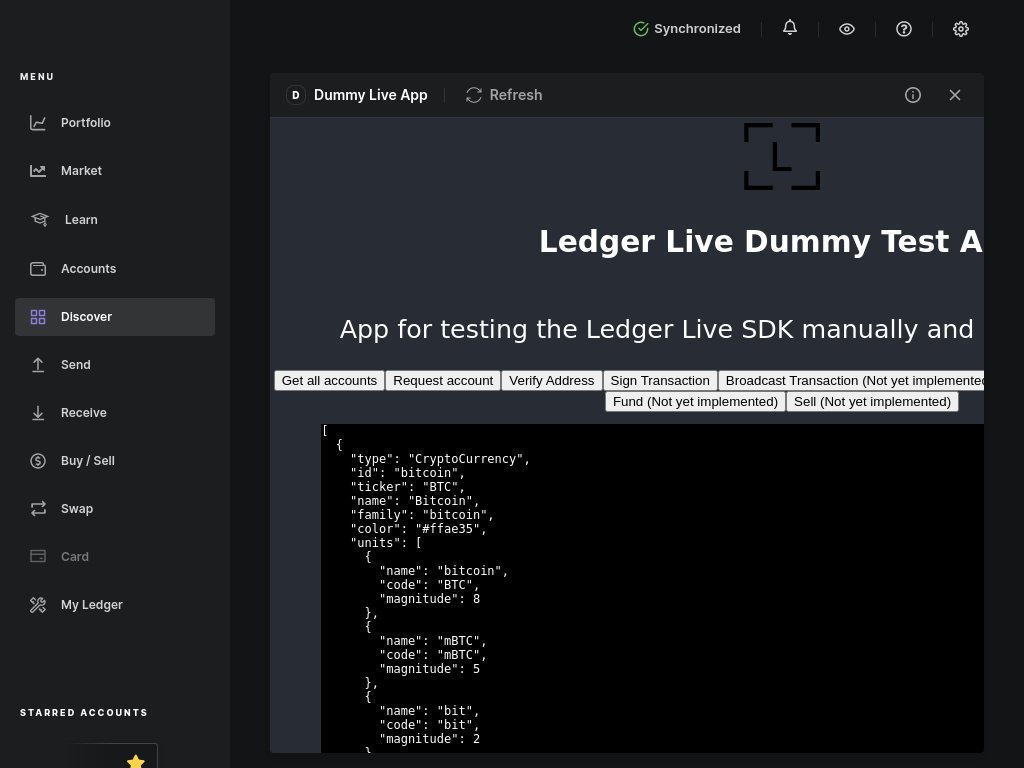 Synchronized
MENU
Portfolio
Market
Learn
Accounts
Discover
Send
Receive
Buy / Sell
Swap
Card
My Ledger
STARRED ACCOUNTS
D Dummy Live App
Refresh
L
Ledger Live Dummy Test A
App for testing the Ledger Live SDK manually and
Get all accounts Request account Verify Address Sign Transaction Broadcast Transaction (Not yet implemented
Fund (Not yet implemented) Sell (Not yet implemented)
[
  {
    "type": "CryptoCurrency",
    "id": "bitcoin",
    "ticker": "BTC",
    "name": "Bitcoin",
    "family": "bitcoin",
    "color": "#ffae35",
    "units": [
      {
        "name": "bitcoin",
        "code": "BTC",
        "magnitude": 8
      },
      {
        "name": "mBTC",
        "code": "mBTC",
        "magnitude": 5
      },
      {
        "name": "bit",
        "code": "bit",
        "magnitude": 2
      }